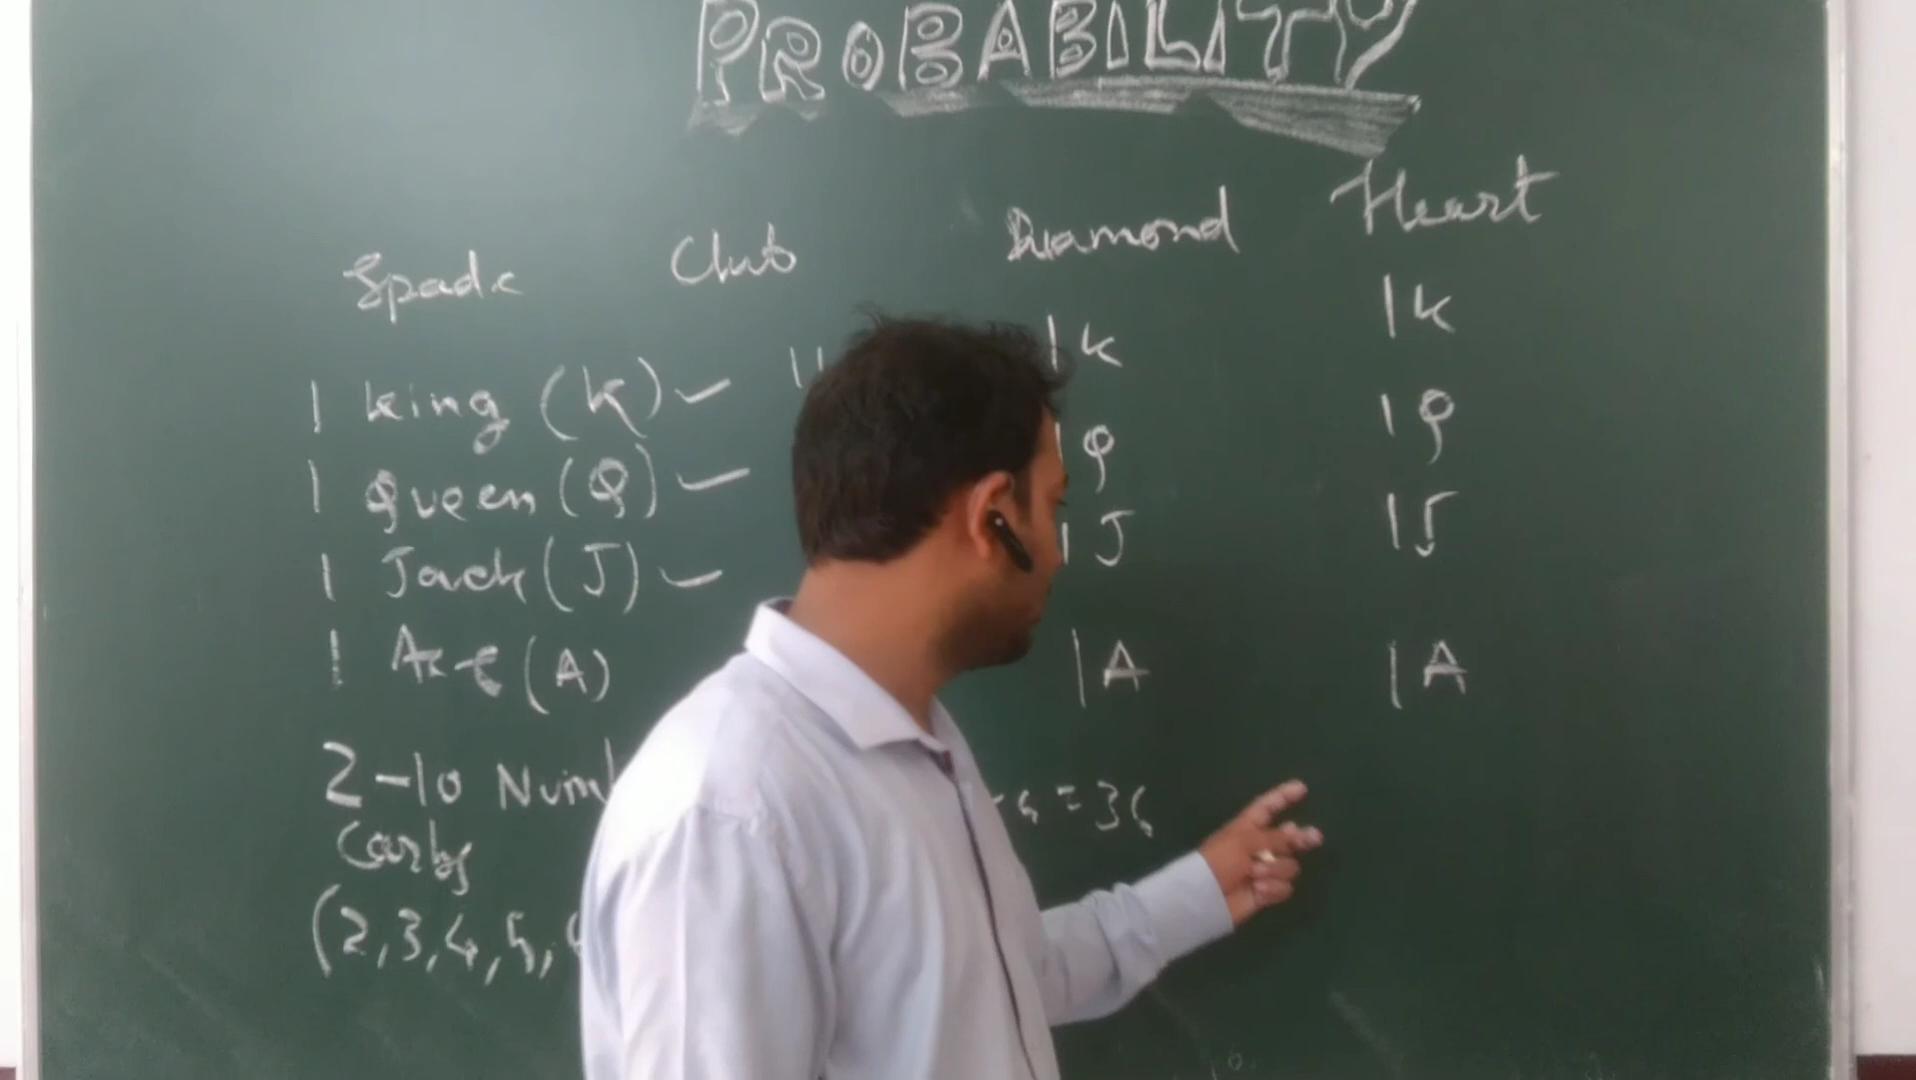 PROBABILITY
Spade Club Diamond Heart
1 king (K) – 1K 1K
1 Queen (Q) – 1Q 1Q
1 Jack (J) – 1J 1J
1 Ace (A) 1A 1A
2-10 Numb = 36
Cards
(2,3,4,5,